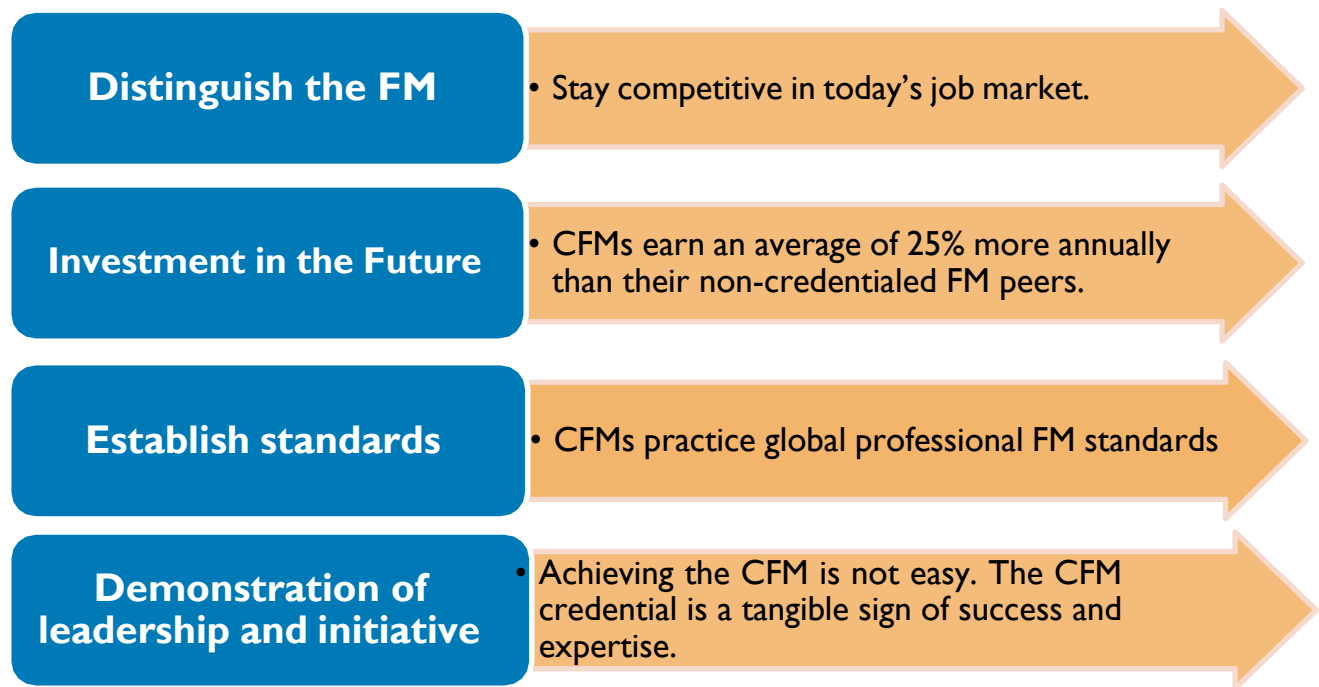 Distinguish the FM
• Stay competitive in today’s job market.
Investment in the Future
• CFMs earn an average of 25% more annually
than their non-credentialed FM peers.
Establish standards
• CFMs practice global professional FM standards
Demonstration of
leadership and initiative
• Achieving the CFM is not easy. The CFM
credential is a tangible sign of success and
expertise.